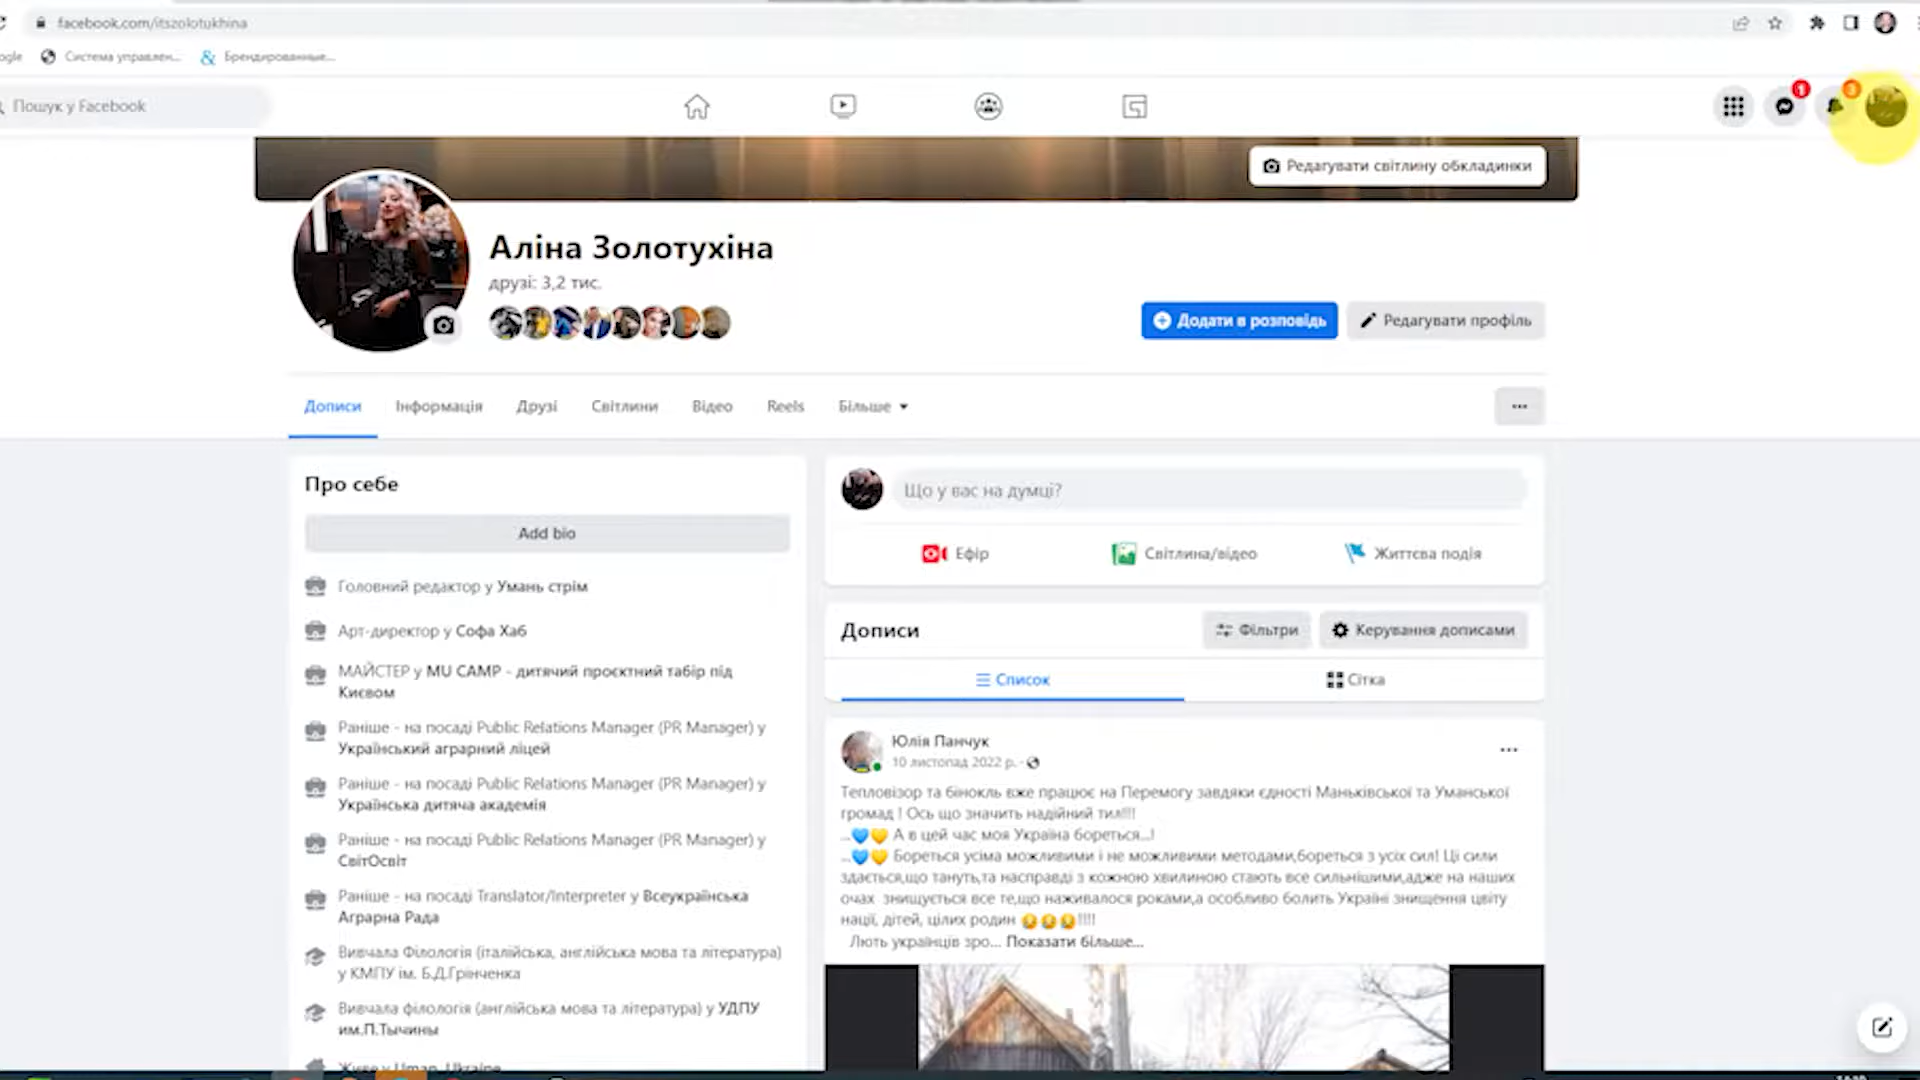 facebook.com/itszolotukhina
ogle Система управлен... Брендированные...
Пошук у Facebook
1
3
Редагувати світлину обкладинки
Аліна Золотухіна
друзі: 3,2 тис.
Додати в розповідь
Редагувати профіль
Дописи Інформація Друзі Світлини Відео Reels Більше
Про себе
Add bio
Головний редактор у Умань стрім
Арт-директор у Софа Хаб
МАЙСТЕР у MU CAMP - дитячий проєктний табір під
Києвом
Раніше - на посаді Public Relations Manager (PR Manager) у
Український аграрний ліцей
Раніше - на посаді Public Relations Manager (PR Manager) у
Українська дитяча академія
Раніше - на посаді Public Relations Manager (PR Manager) у
СвітОсвіт
Раніше - на посаді Translator/Interpreter у Всеукраїнська
Аграрна Рада
Вивчала Філологія (італійська, англійська мова та література)
у КМПУ ім. Б.Д.Грінченка
Вивчала філологія (англійська мова та література) у УДПУ
им.П.Тычины
Живе у Uman, Ukraine
Що у вас на думці?
Ефір Світлина/відео Життєва подія
Дописи
Фільтри
Керування дописами
Список Сітка
Юлія Панчук
10 листопад 2022 р. ·
Тепловізор та бінокль вже працює на Перемогу завдяки єдності Маньківської та Уманської
громад ! Ось що значить надійний тил!!!
...💙💛 А в цей час моя Україна бореться...!
...💙💛 Бореться усіма можливими і не можливими методами,бореться з усіх сил! Ці сили
здається,що тануть,та насправді з кожною хвилиною стають все сильнішими,адже на наших
очах знищується все те,що наживалося роками,а особливо болить Україні знищення цвіту
нації, дітей, цілих родин 😥😥😥!!!!
Лють українців зро... Показати більше...